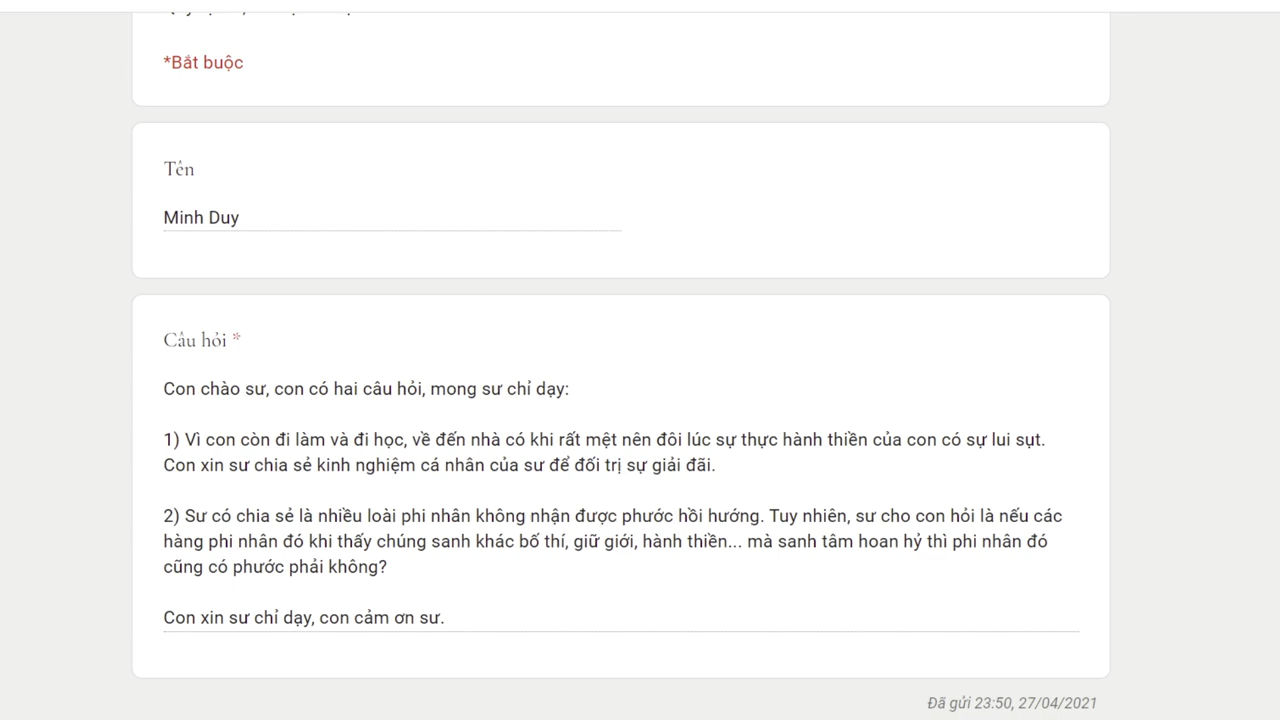 *Bắt buộc
Tên
Minh Duy
Câu hỏi *
Con chào sư, con có hai câu hỏi, mong sư chỉ dạy:
1) Vì con còn đi làm và đi học, về đến nhà có khi rất mệt nên đôi lúc sự thực hành thiền của con có sự lui sụt.
Con xin sư chia sẻ kinh nghiệm cá nhân của sư để đối trị sự giải đãi.
2) Sư có chia sẻ là nhiều loài phi nhân không nhận được phước hồi hướng. Tuy nhiên, sư cho con hỏi là nếu các
hàng phi nhân đó khi thấy chúng sanh khác bố thí, giữ giới, hành thiền... mà sanh tâm hoan hỷ thì phi nhân đó
cũng có phước phải không?
Con xin sư chỉ dạy, con cảm ơn sư.
Đã gửi 23:50, 27/04/2021